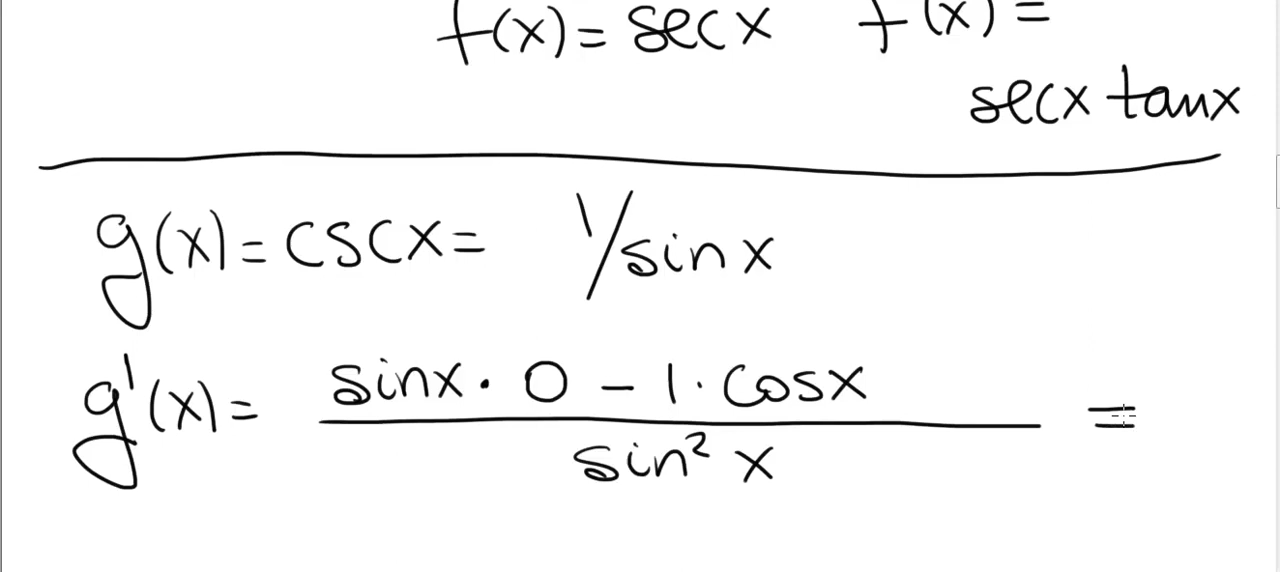 f(x) = secx f'(x) =
secx tanx
g(x) = cscx = 1/sinx
g'(x) = sinx · 0 − 1 · cosx / sin² x =